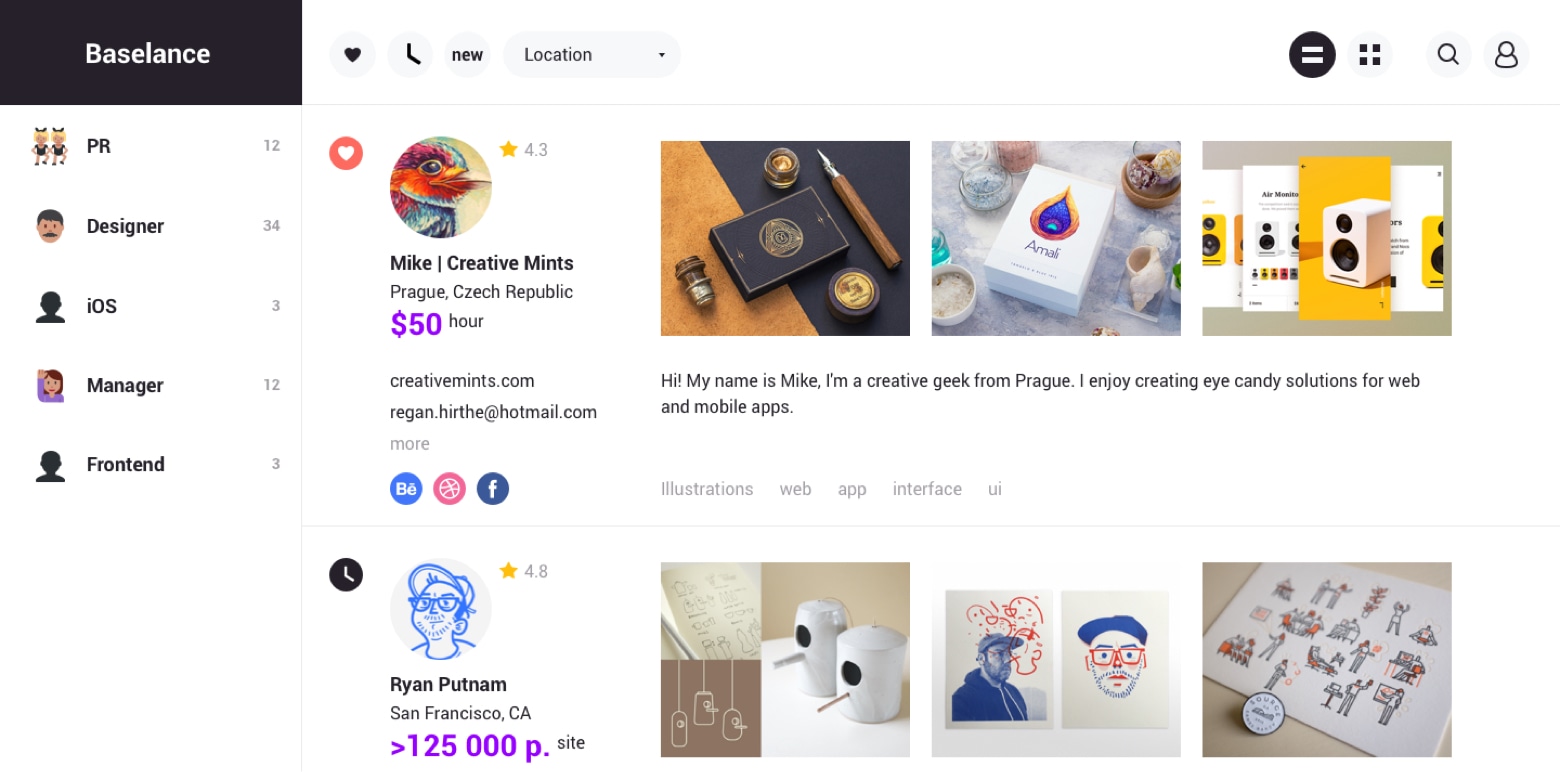 Baselance
new
Location
PR 12
Designer 34
iOS 3
Manager 12
Frontend 3
4.3
Mike | Creative Mints
Prague, Czech Republic
$50 hour
creativemints.com
regan.hirthe@hotmail.com
more
Bē
f
Amalí
Air Monito
ors
Hi! My name is Mike, I'm a creative geek from Prague. I enjoy creating eye candy solutions for web
and mobile apps.
Illustrations web app interface ui
4.8
Ryan Putnam
San Francisco, CA
>125 000 p. site
SOURCE